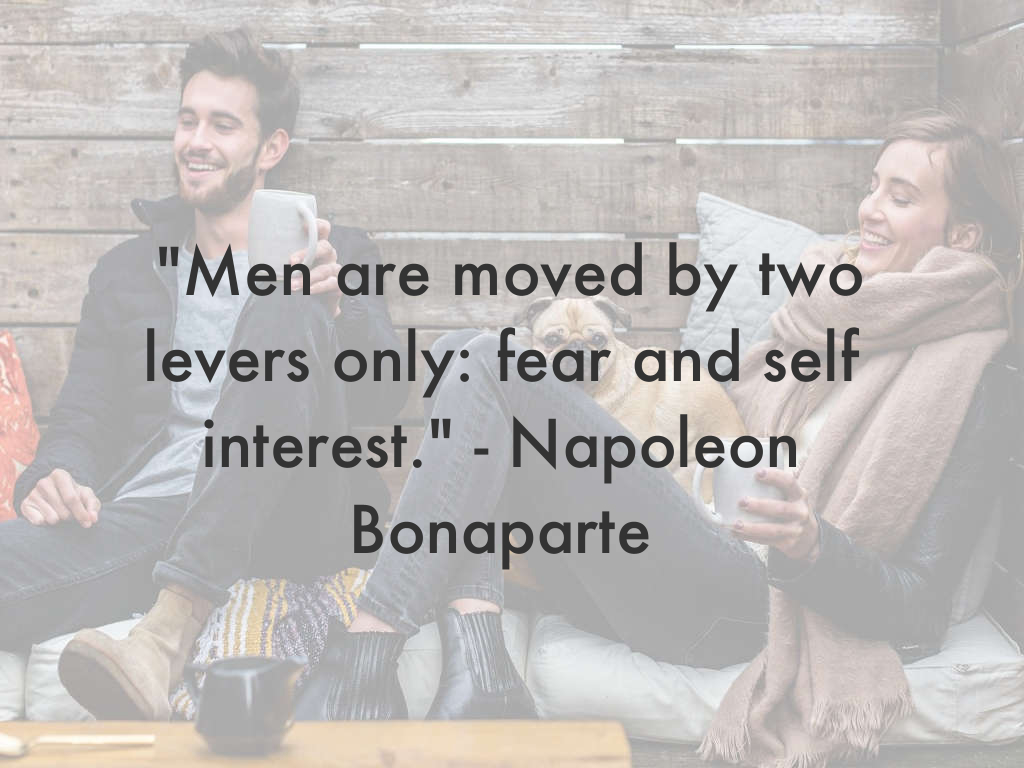 "Men are moved by two
levers only: fear and self
interest." - Napoleon
Bonaparte